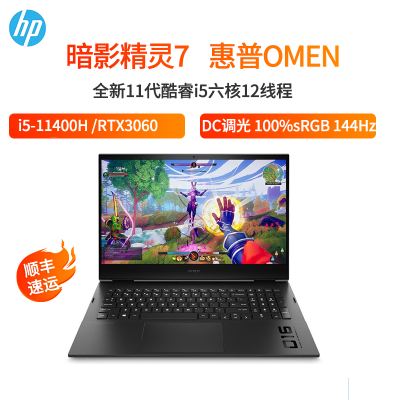 hp
暗影精灵7 惠普OMEN
全新11代酷睿i5六核12线程
i5-11400H /RTX3060
DC调光 100%sRGB 144Hz
顺丰
速运
OMEN
16